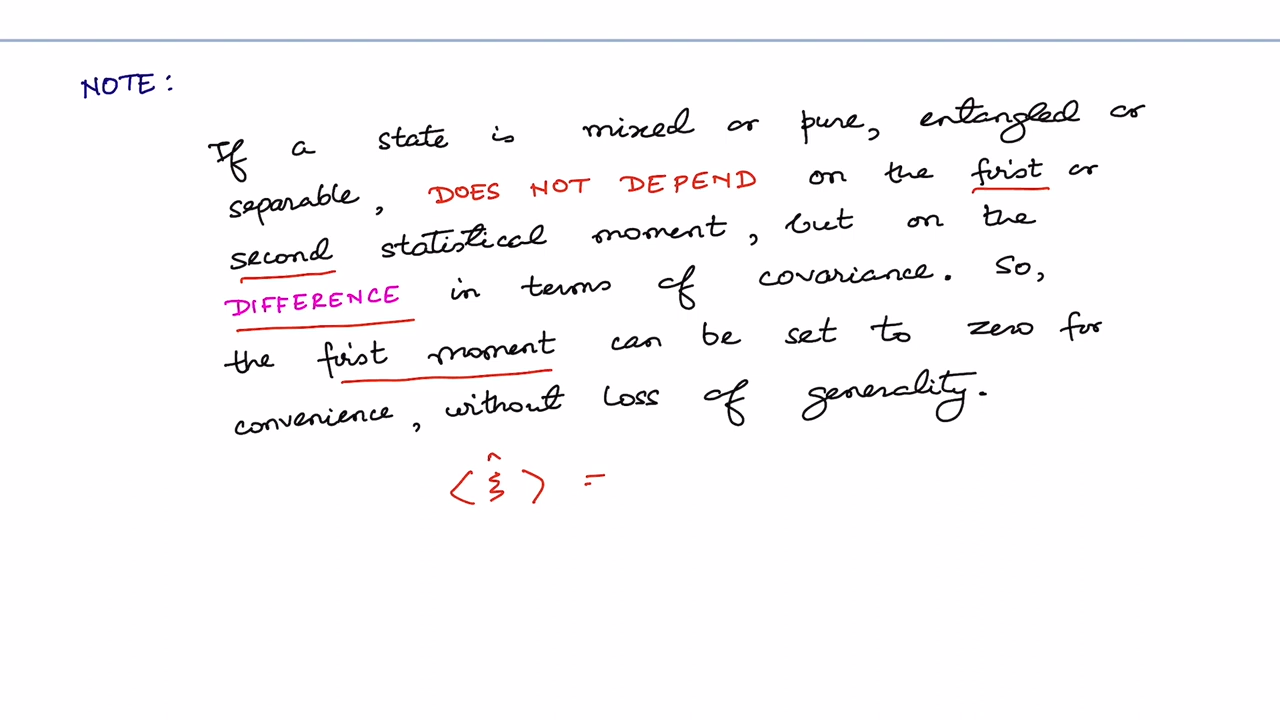 NOTE :
If a state is mixed or pure, entangled or
separable, DOES NOT DEPEND on the first or
second statistical moment, but on the
DIFFERENCE in terms of covariance. So,
the first moment can be set to zero for
convenience, without loss of generality.
⟨ξ̂⟩ =